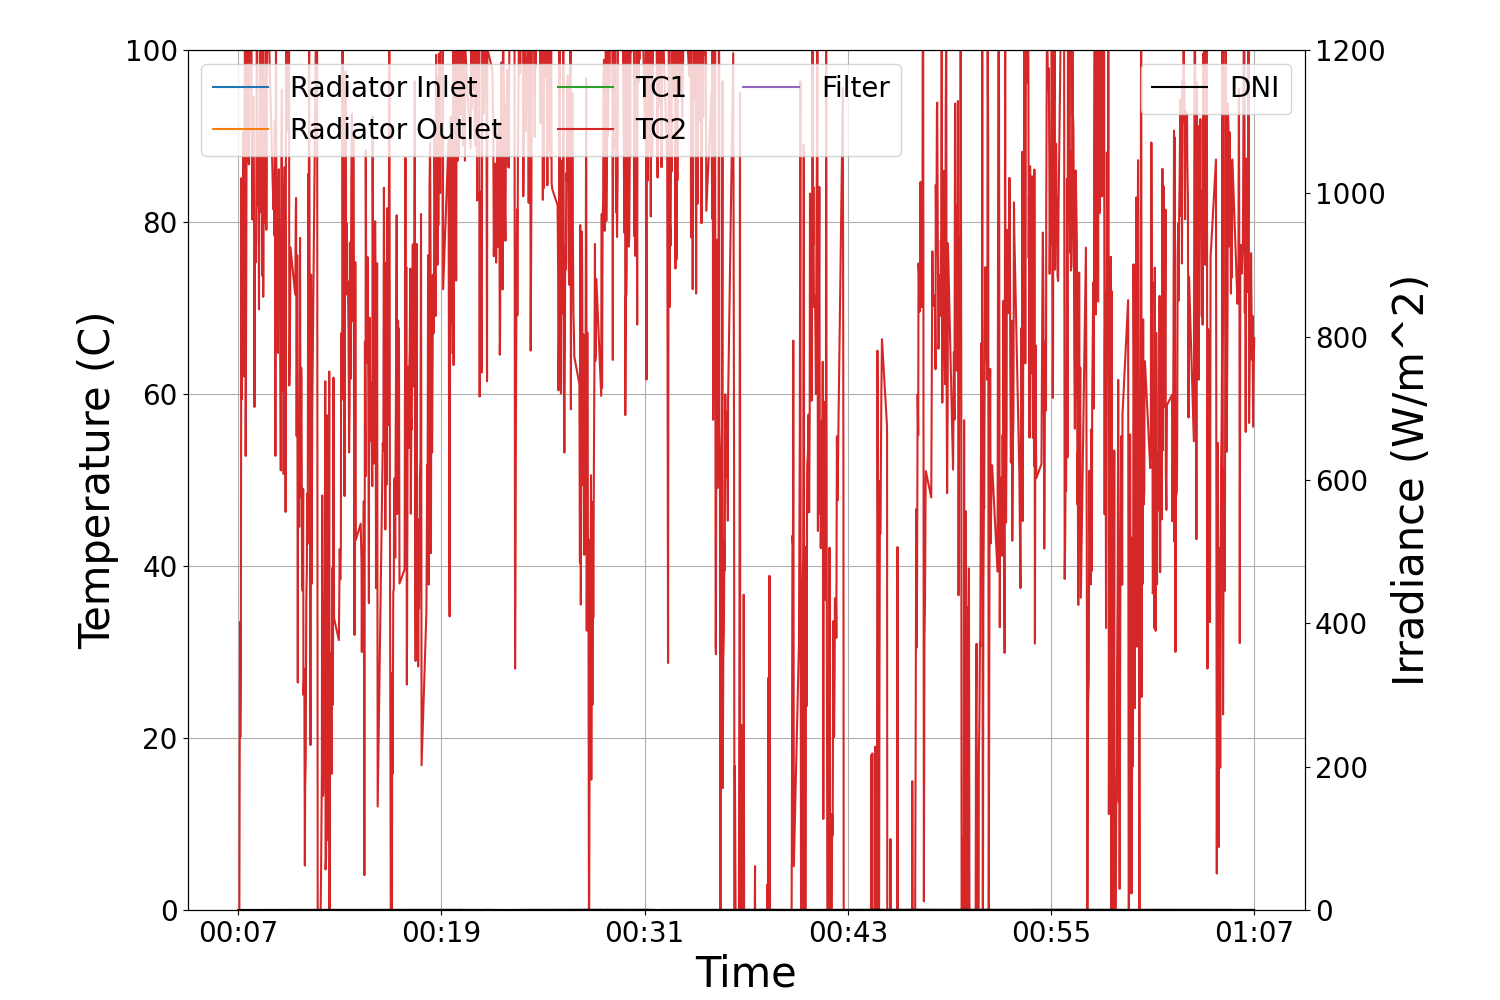 Radiator Inlet
Radiator Outlet
TC1
TC2
Filter
DNI
Temperature (C)
100
80
60
40
20
0
Irradiance (W/m^2)
1200
1000
800
600
400
200
0
00:07 00:19 00:31 00:43 00:55 01:07
Time